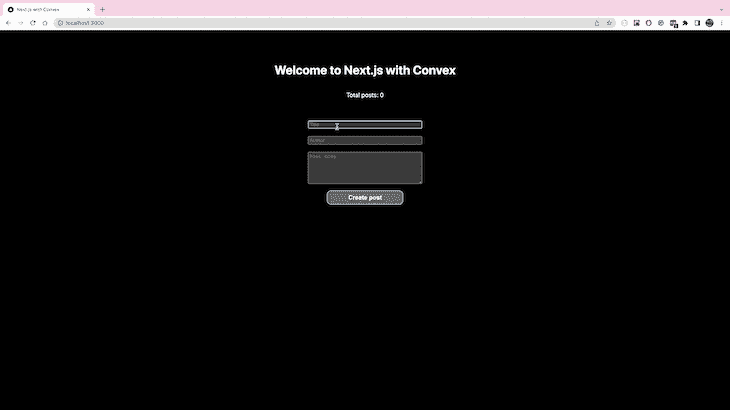 Next.js with Convex
localhost:3000
Welcome to Next.js with Convex
Total posts: 0
Title
Author
Create post